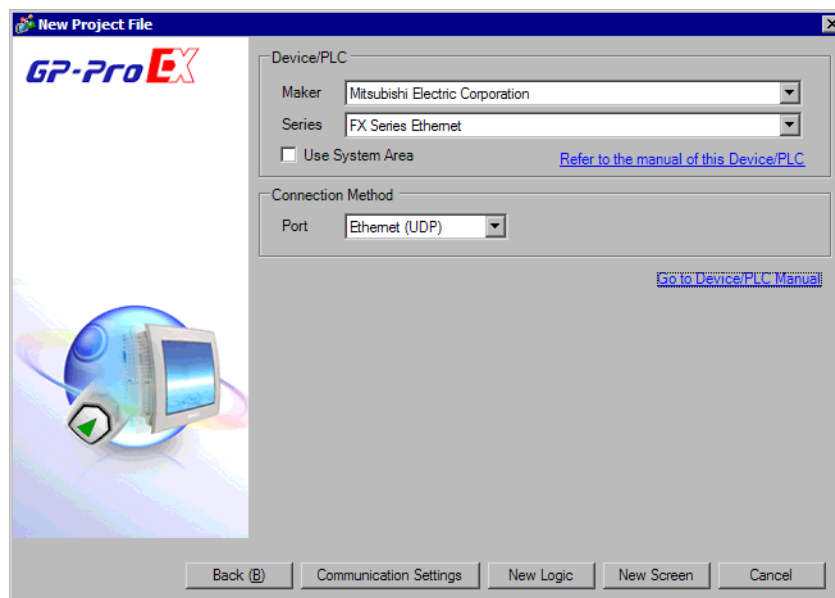 New Project File
GP-Pro EX
Device/PLC
Maker Mitsubishi Electric Corporation
Series FX Series Ethernet
Use System Area Refer to the manual of this Device/PLC
Connection Method
Port Ethernet (UDP)
Go to Device/PLC Manual
Back (B) Communication Settings New Logic New Screen Cancel